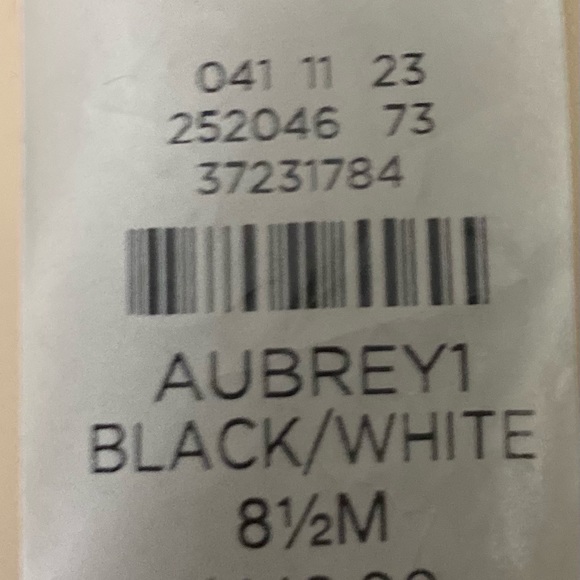 041 11 23
252046 73
37231784
AUBREY1
BLACK/WHITE
8½M